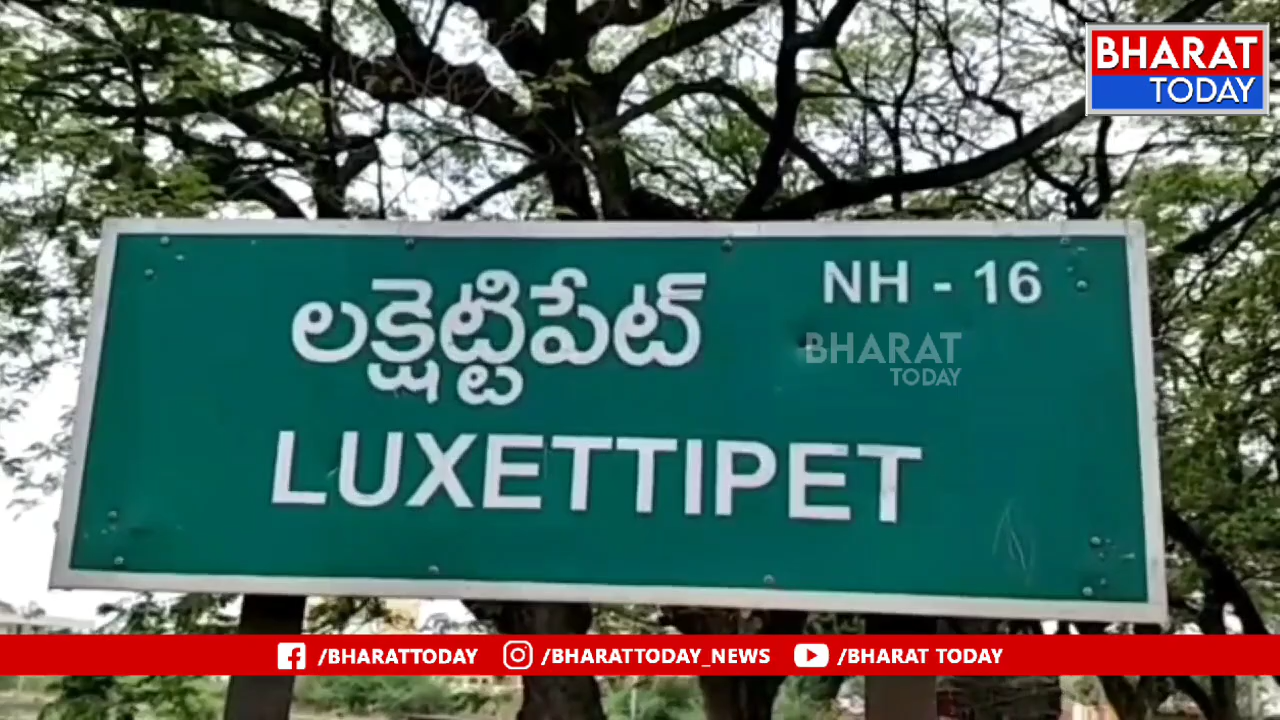 BHARAT
TODAY
NH - 16
లక్షెట్టిపేట్
BHARAT
TODAY
LUXETTIPET
/BHARATTODAY
/BHARATTODAY_NEWS
/BHARAT TODAY